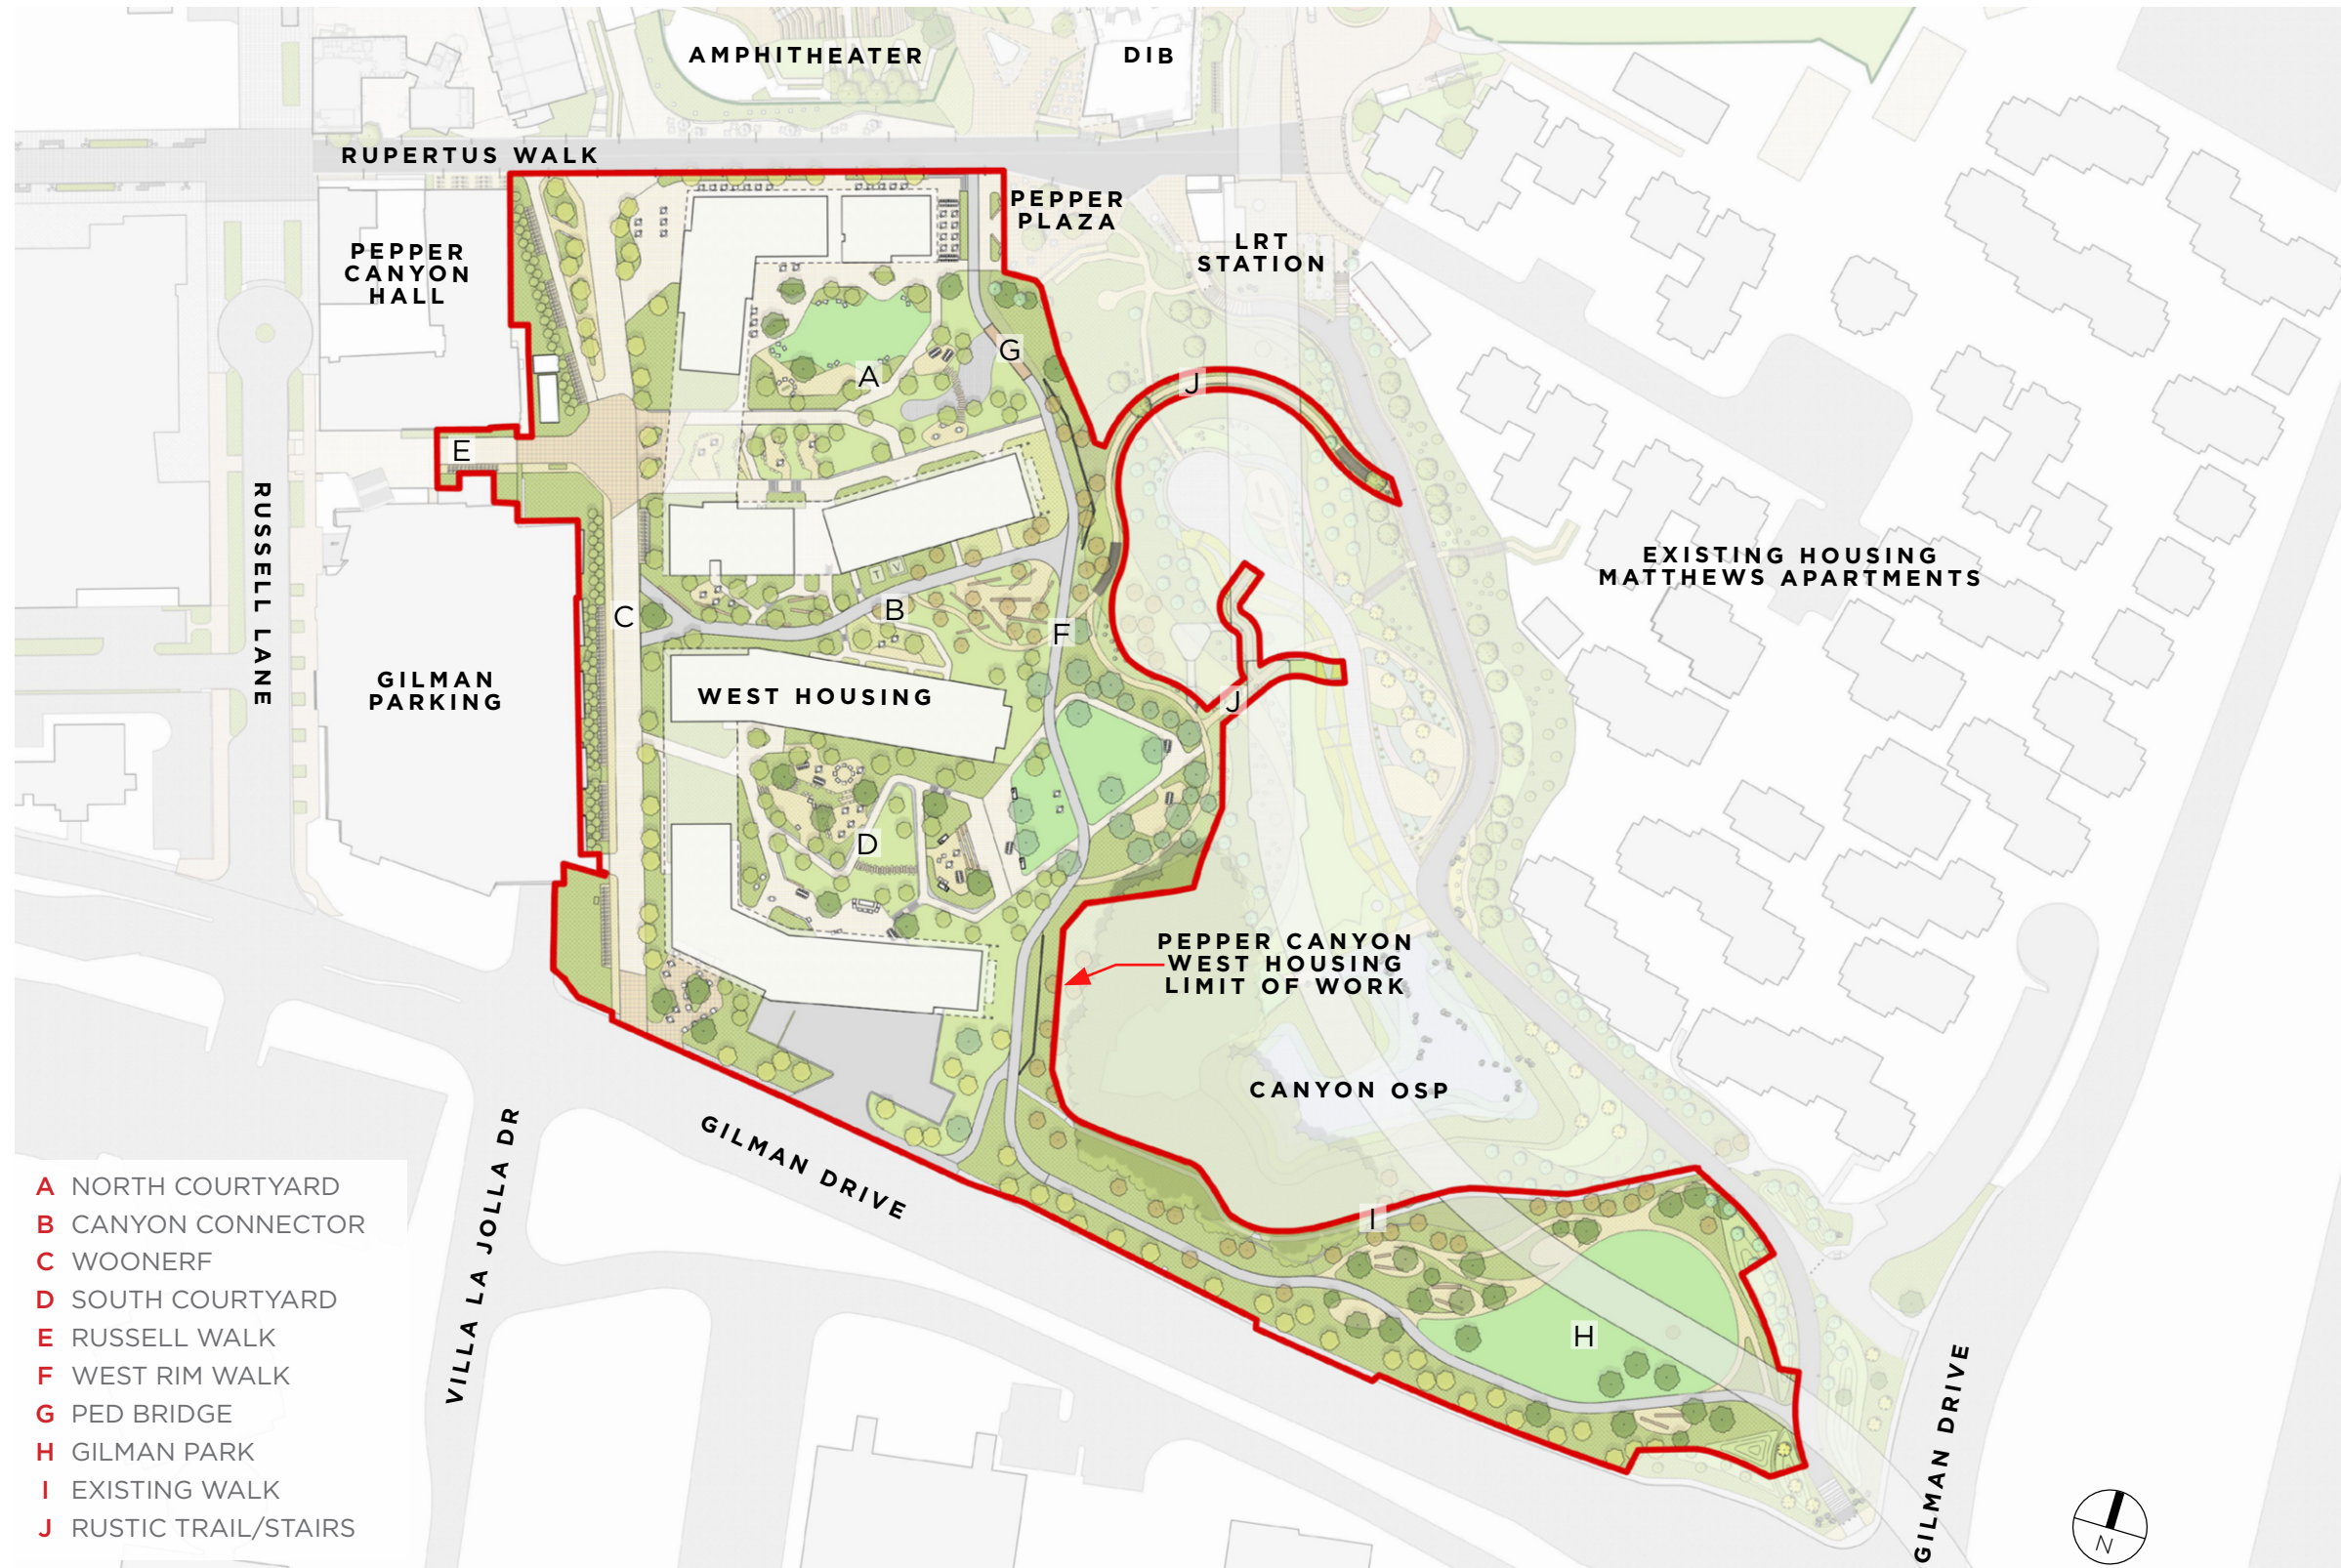 AMPHITHEATER
DIB
RUPERTUS WALK
PEPPER
PLAZA
LRT
STATION
PEPPER
CANYON
HALL
G
A
J
E
RUSSELL LANE
EXISTING HOUSING
MATTHEWS APARTMENTS
T V
B
C
F
GILMAN
PARKING
WEST HOUSING
J
D
PEPPER CANYON
WEST HOUSING
LIMIT OF WORK
CANYON OSP
GILMAN DRIVE
VILLA LA JOLLA DR
I
H
GILMAN DRIVE
A NORTH COURTYARD
B CANYON CONNECTOR
C WOONERF
D SOUTH COURTYARD
E RUSSELL WALK
F WEST RIM WALK
G PED BRIDGE
H GILMAN PARK
I EXISTING WALK
J RUSTIC TRAIL/STAIRS
N